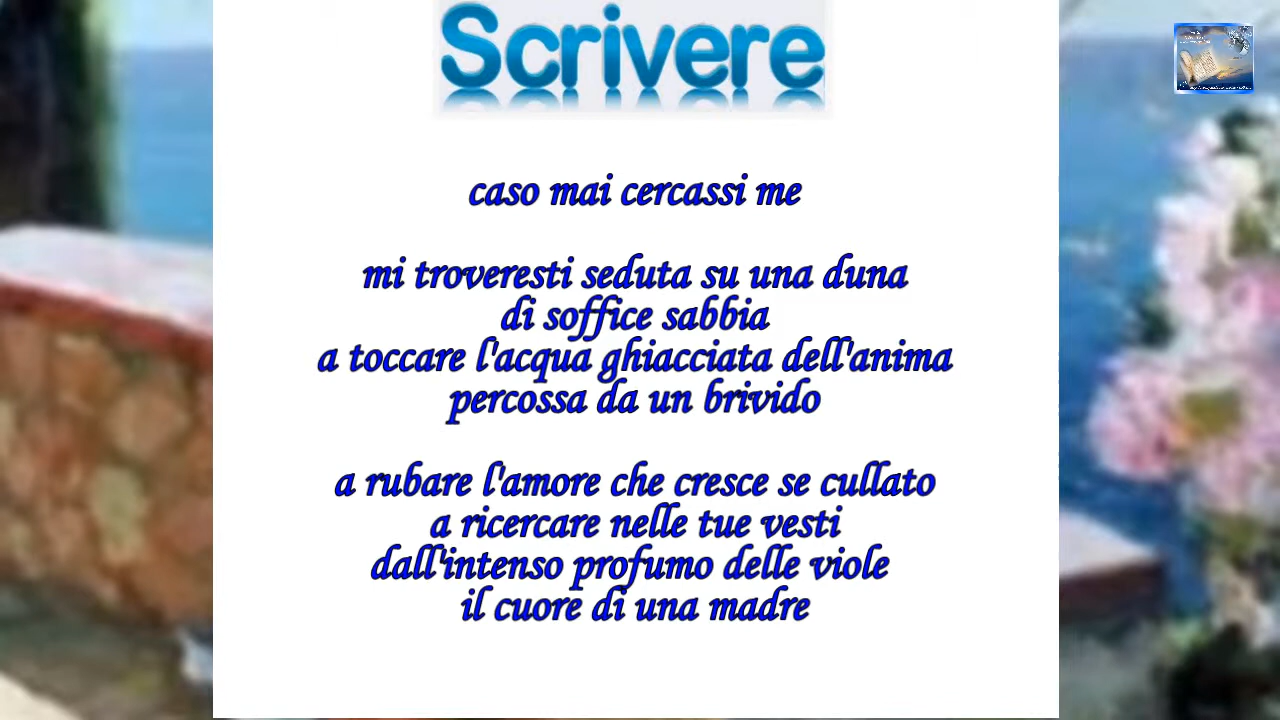 Scrivere
caso mai cercassi me
mi troveresti seduta su una duna
di soffice sabbia
a toccare l'acqua ghiacciata dell'anima
percossa da un brivido
a rubare l'amore che cresce se cullato
a ricercare nelle tue vesti
dall'intenso profumo delle viole
il cuore di una madre